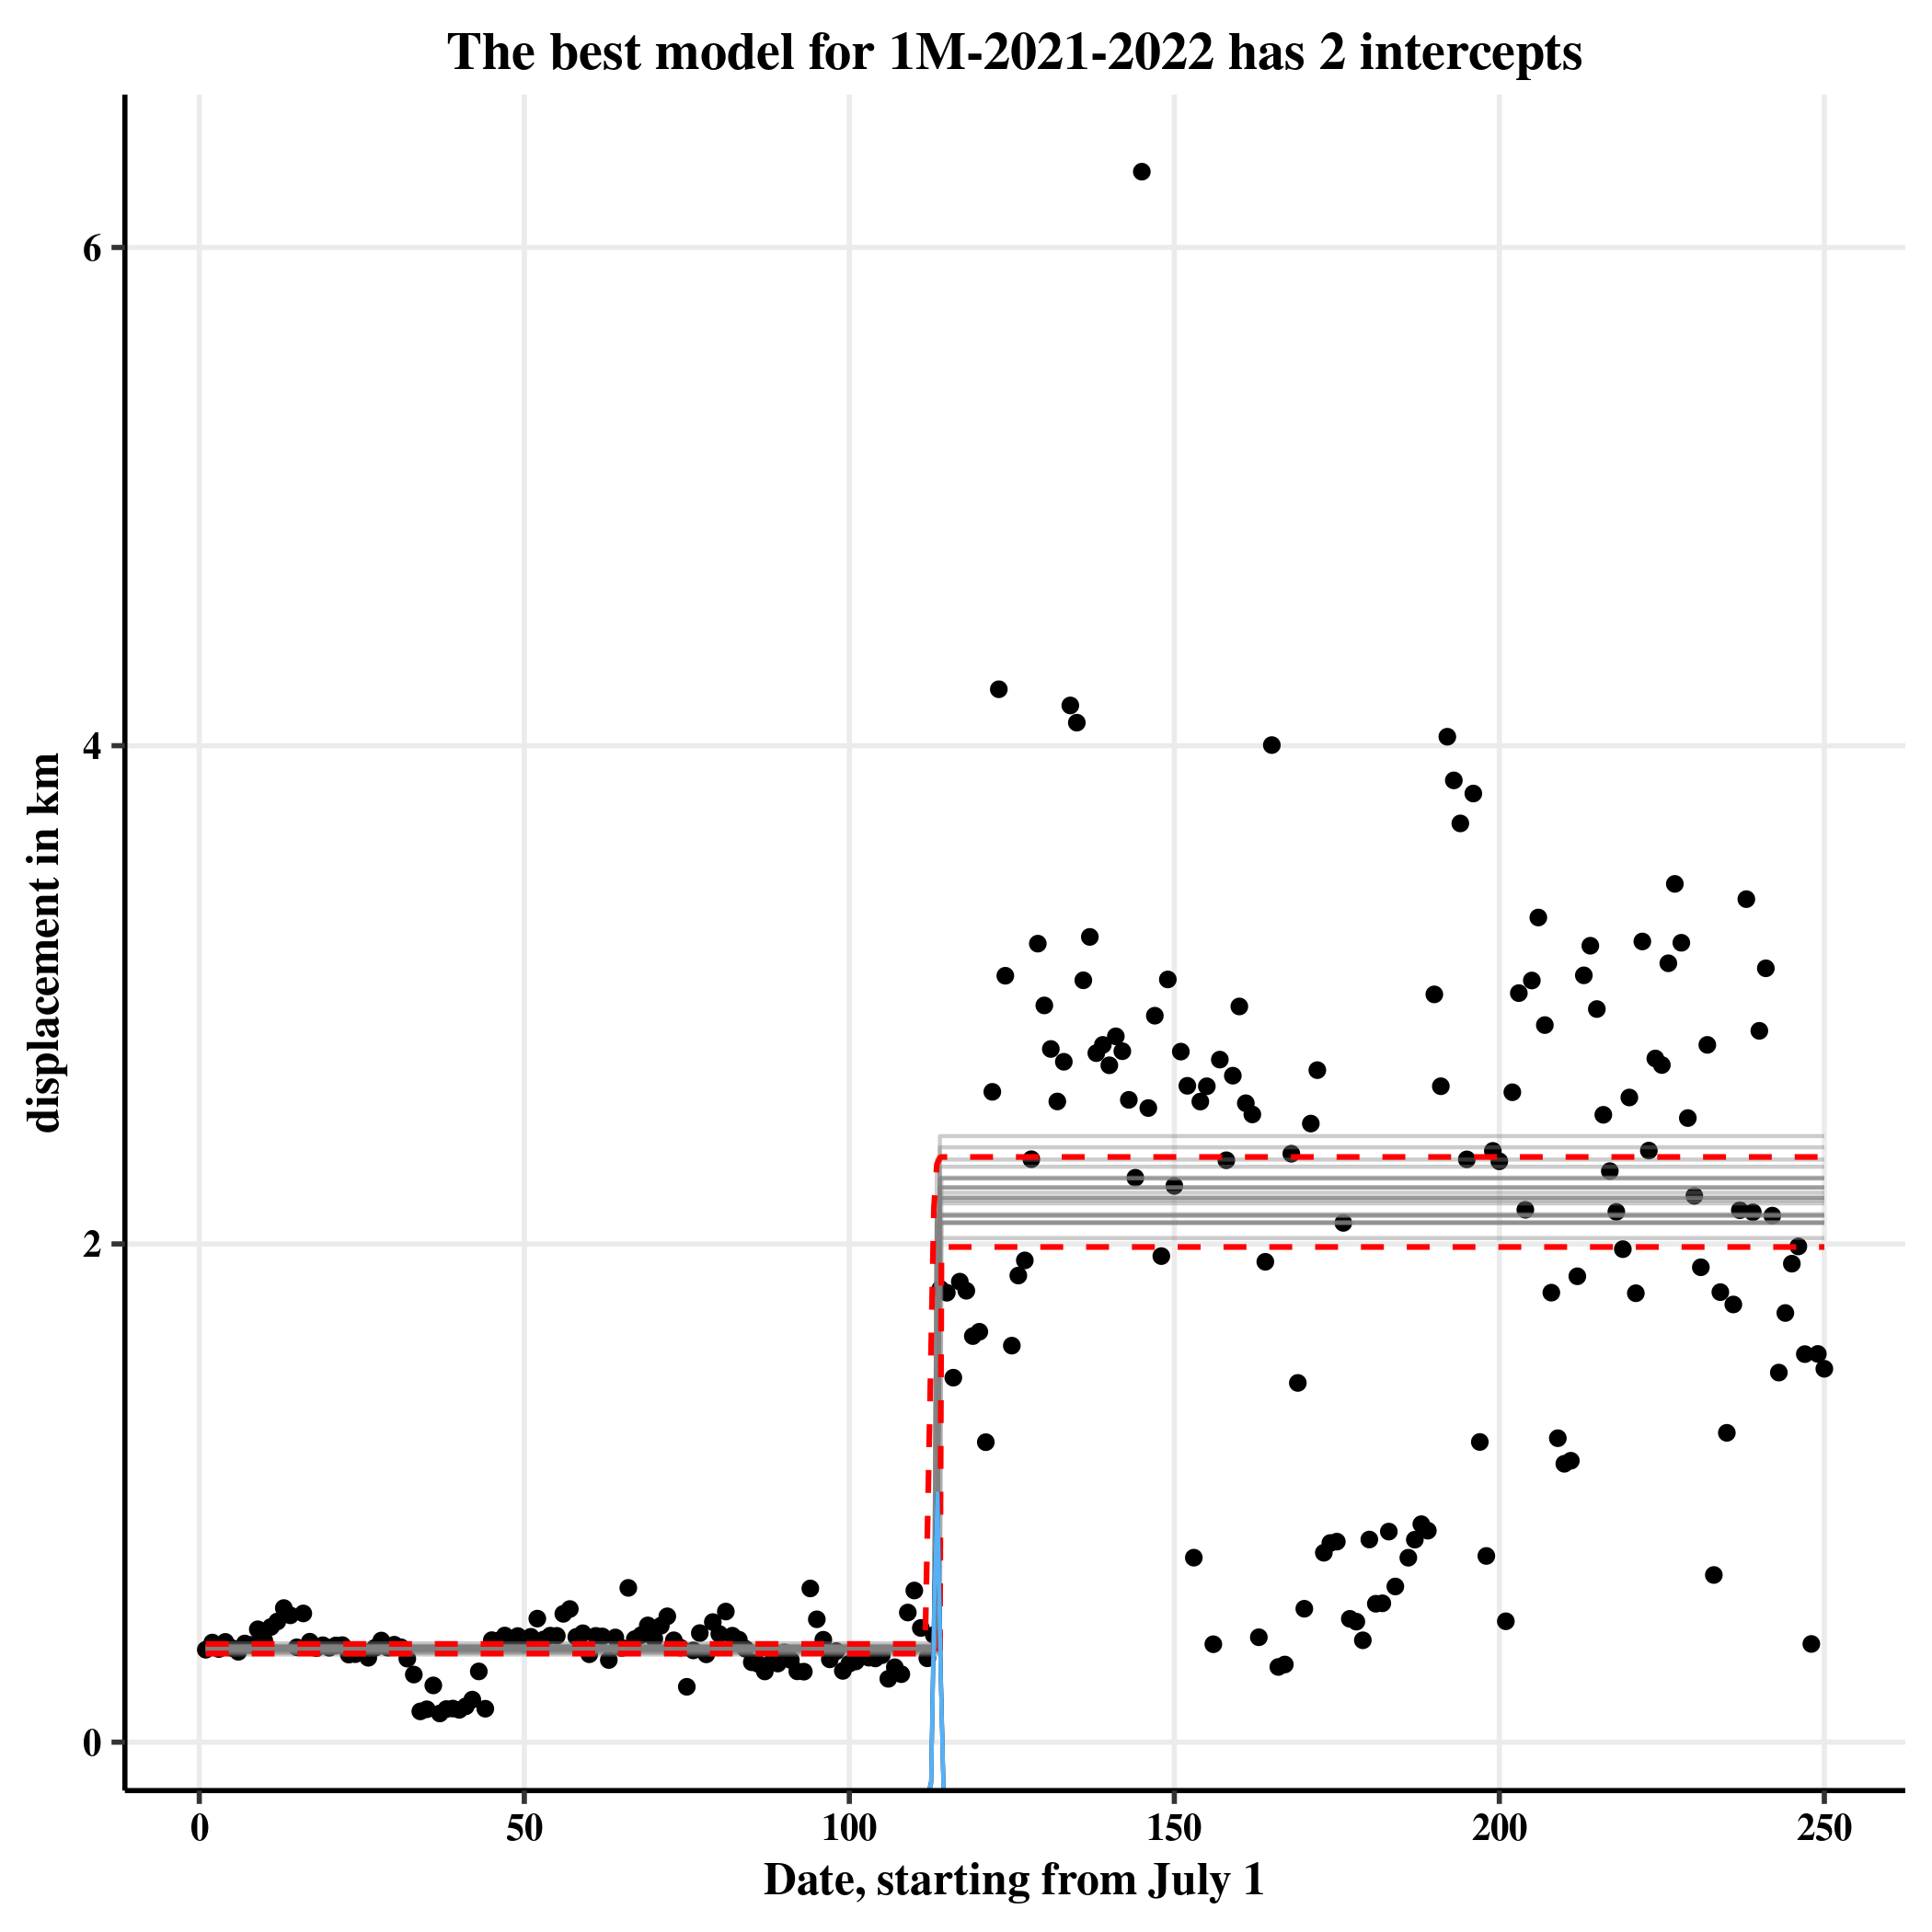 The best model for 1M-2021-2022 has 2 intercepts
6
4
2
0
displacement in km
0 50 100 150 200 250
Date, starting from July 1